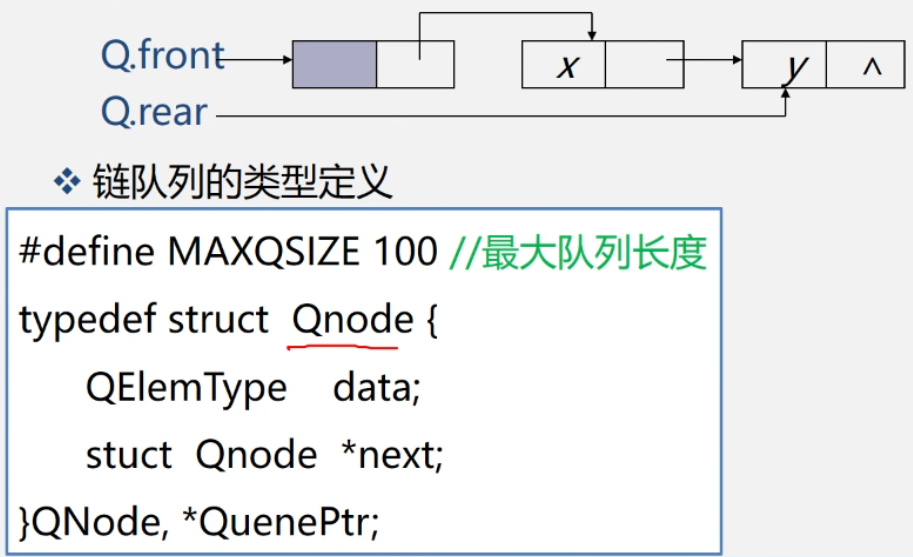 Q.front
x
y ^
Q.rear
❖ 链队列的类型定义
#define MAXQSIZE 100 //最大队列长度
typedef struct Qnode {
QElemType data;
stuct Qnode *next;
}QNode, *QuenePtr;